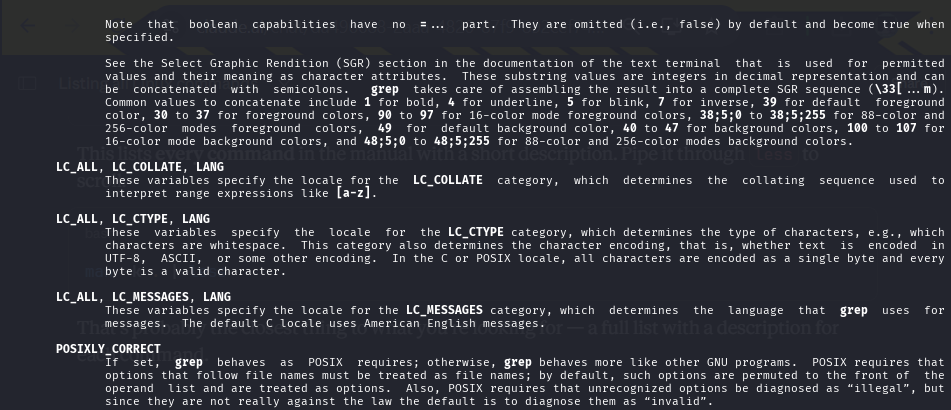 Note that boolean capabilities have no =... part. They are omitted (i.e., false) by default and become true when
specified.
See the Select Graphic Rendition (SGR) section in the documentation of the text terminal that is used for permitted
values and their meaning as character attributes. These substring values are integers in decimal representation and can
be concatenated with semicolons. grep takes care of assembling the result into a complete SGR sequence (\33[...m).
Common values to concatenate include 1 for bold, 4 for underline, 5 for blink, 7 for inverse, 39 for default foreground
color, 30 to 37 for foreground colors, 90 to 97 for 16-color mode foreground colors, 38;5;0 to 38;5;255 for 88-color and
256-color modes foreground colors, 49 for default background color, 40 to 47 for background colors, 100 to 107 for
16-color mode background colors, and 48;5;0 to 48;5;255 for 88-color and 256-color modes background colors.
LC_ALL, LC_COLLATE, LANG
These variables specify the locale for the LC_COLLATE category, which determines the collating sequence used to
interpret range expressions like [a-z].
LC_ALL, LC_CTYPE, LANG
These variables specify the locale for the LC_CTYPE category, which determines the type of characters, e.g., which
characters are whitespace. This category also determines the character encoding, that is, whether text is encoded in
UTF-8, ASCII, or some other encoding. In the C or POSIX locale, all characters are encoded as a single byte and every
byte is a valid character.
LC_ALL, LC_MESSAGES, LANG
These variables specify the locale for the LC_MESSAGES category, which determines the language that grep uses for
messages. The default C locale uses American English messages.
POSIXLY_CORRECT
If set, grep behaves as POSIX requires; otherwise, grep behaves more like other GNU programs. POSIX requires that
options that follow file names must be treated as file names; by default, such options are permuted to the front of the
operand list and are treated as options. Also, POSIX requires that unrecognized options be diagnosed as “illegal”, but
since they are not really against the law the default is to diagnose them as “invalid”.